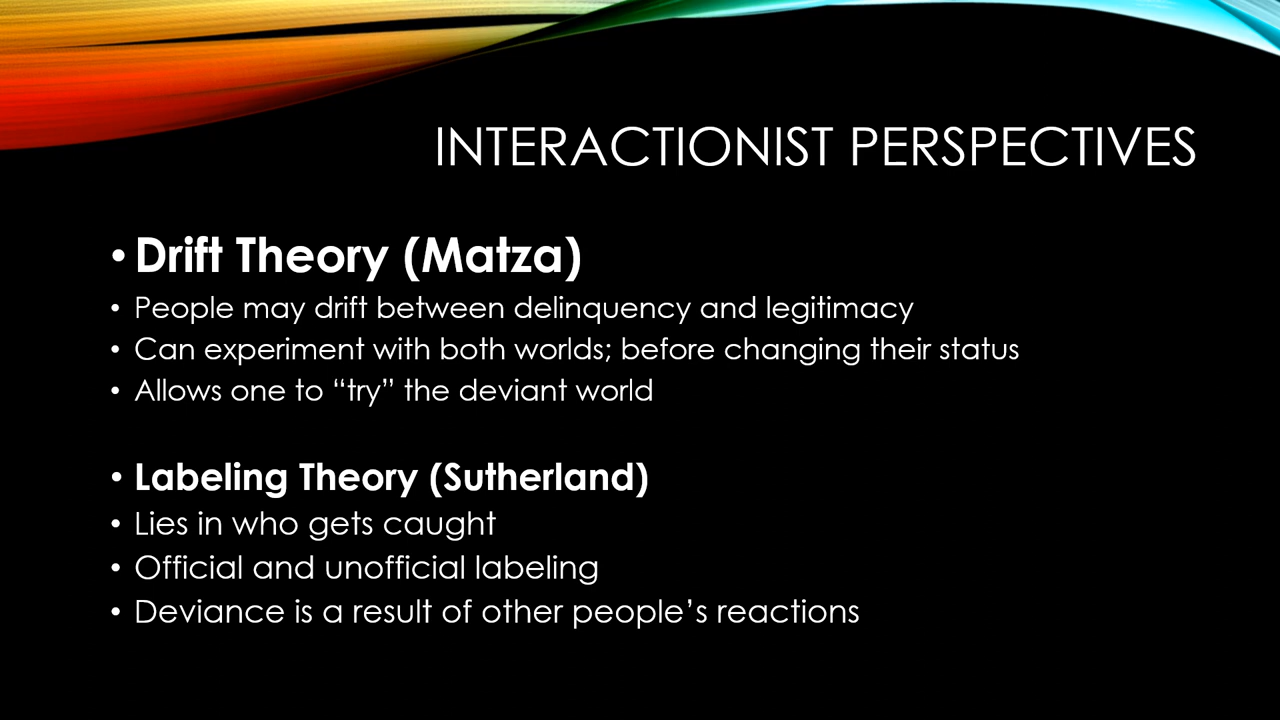 INTERACTIONIST PERSPECTIVES
• Drift Theory (Matza)
• People may drift between delinquency and legitimacy
• Can experiment with both worlds; before changing their status
• Allows one to “try” the deviant world
• Labeling Theory (Sutherland)
• Lies in who gets caught
• Official and unofficial labeling
• Deviance is a result of other people’s reactions